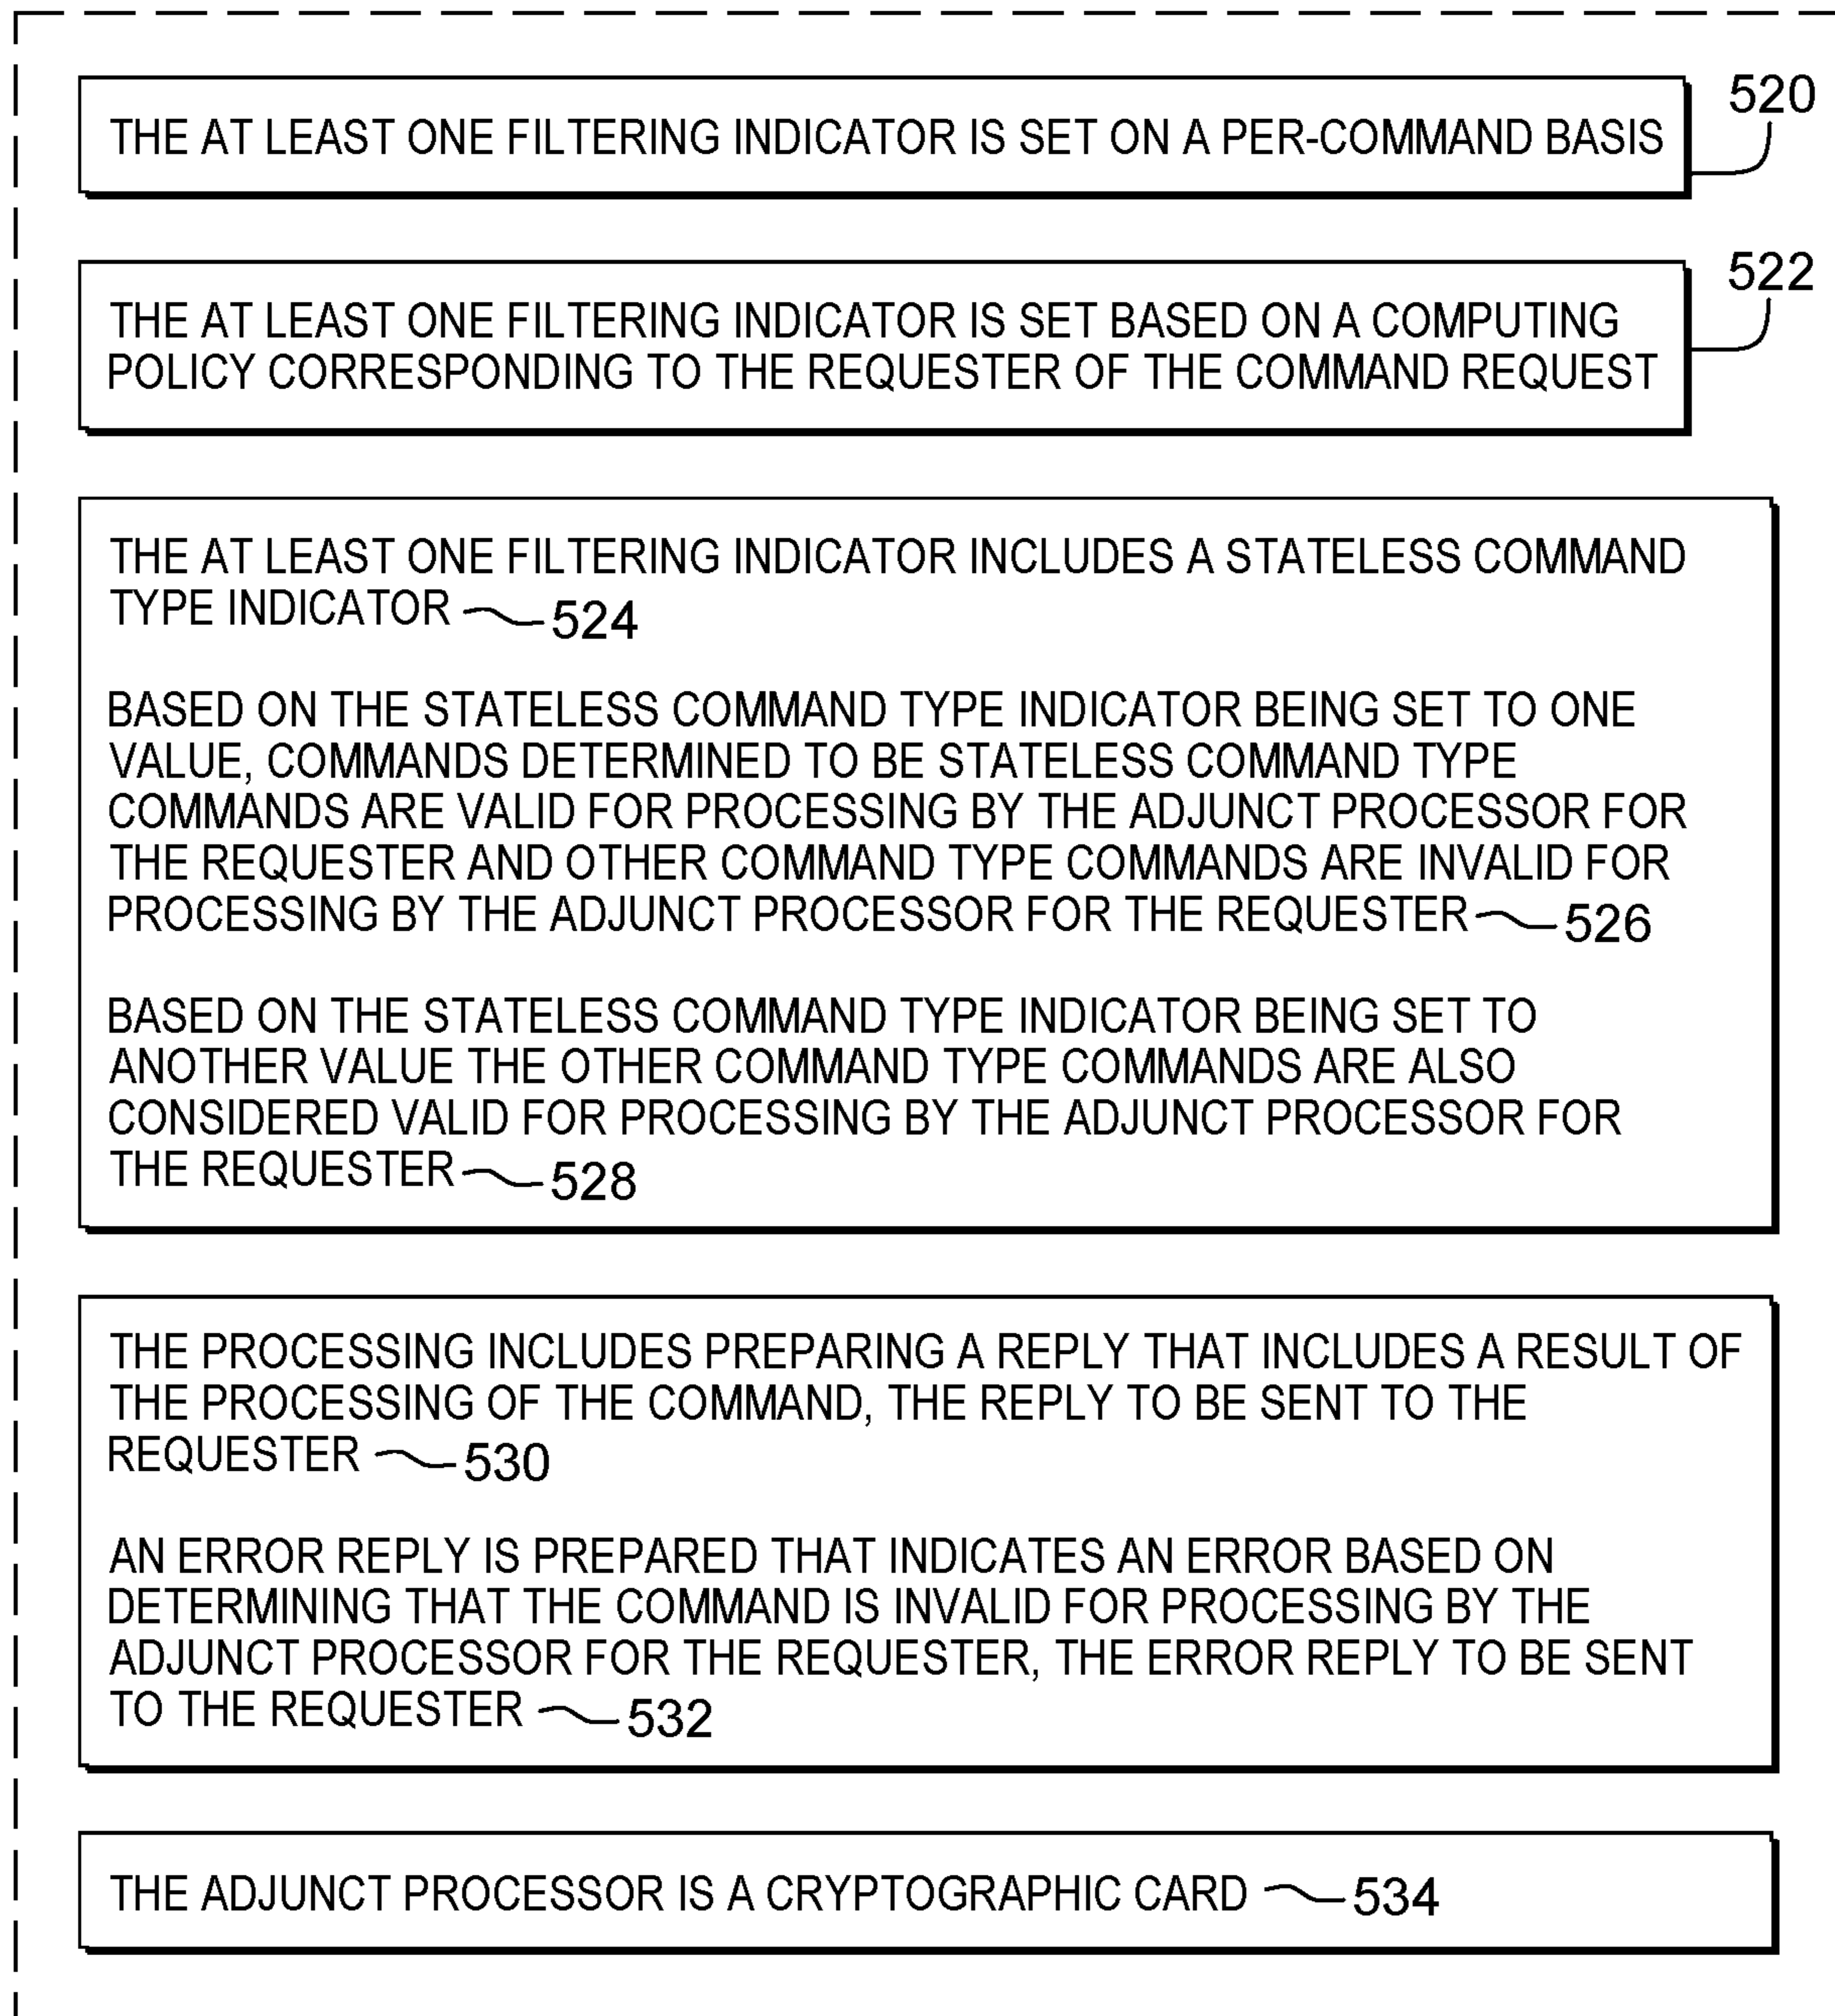 THE AT LEAST ONE FILTERING INDICATOR IS SET ON A PER-COMMAND BASIS
520
THE AT LEAST ONE FILTERING INDICATOR IS SET BASED ON A COMPUTING
POLICY CORRESPONDING TO THE REQUESTER OF THE COMMAND REQUEST
522
THE AT LEAST ONE FILTERING INDICATOR INCLUDES A STATELESS COMMAND
TYPE INDICATOR 524
BASED ON THE STATELESS COMMAND TYPE INDICATOR BEING SET TO ONE
VALUE, COMMANDS DETERMINED TO BE STATELESS COMMAND TYPE
COMMANDS ARE VALID FOR PROCESSING BY THE ADJUNCT PROCESSOR FOR
THE REQUESTER AND OTHER COMMAND TYPE COMMANDS ARE INVALID FOR
PROCESSING BY THE ADJUNCT PROCESSOR FOR THE REQUESTER 526
BASED ON THE STATELESS COMMAND TYPE INDICATOR BEING SET TO
ANOTHER VALUE THE OTHER COMMAND TYPE COMMANDS ARE ALSO
CONSIDERED VALID FOR PROCESSING BY THE ADJUNCT PROCESSOR FOR
THE REQUESTER 528
THE PROCESSING INCLUDES PREPARING A REPLY THAT INCLUDES A RESULT OF
THE PROCESSING OF THE COMMAND, THE REPLY TO BE SENT TO THE
REQUESTER 530
AN ERROR REPLY IS PREPARED THAT INDICATES AN ERROR BASED ON
DETERMINING THAT THE COMMAND IS INVALID FOR PROCESSING BY THE
ADJUNCT PROCESSOR FOR THE REQUESTER, THE ERROR REPLY TO BE SENT
TO THE REQUESTER 532
THE ADJUNCT PROCESSOR IS A CRYPTOGRAPHIC CARD 534